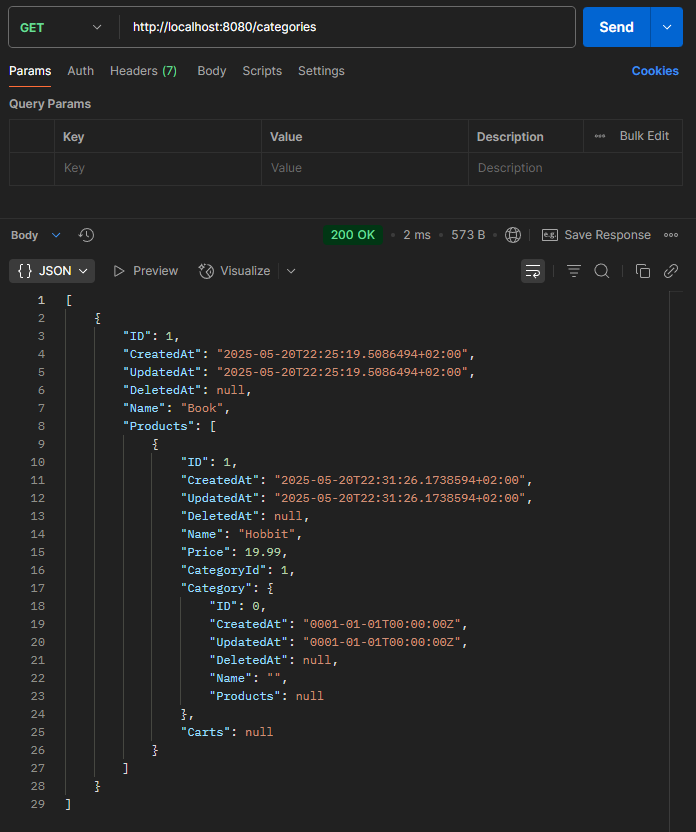 GET http://localhost:8080/categories Send
Params Auth Headers (7) Body Scripts Settings Cookies
Query Params
Key Value Description Bulk Edit
Key Value Description
Body 200 OK 2 ms 573 B e.g. Save Response
{} JSON Preview Visualize
1 [
2 {
3 "ID": 1,
4 "CreatedAt": "2025-05-20T22:25:19.5086494+02:00",
5 "UpdatedAt": "2025-05-20T22:25:19.5086494+02:00",
6 "DeletedAt": null,
7 "Name": "Book",
8 "Products": [
9 {
10 "ID": 1,
11 "CreatedAt": "2025-05-20T22:31:26.1738594+02:00",
12 "UpdatedAt": "2025-05-20T22:31:26.1738594+02:00",
13 "DeletedAt": null,
14 "Name": "Hobbit",
15 "Price": 19.99,
16 "CategoryId": 1,
17 "Category": {
18 "ID": 0,
19 "CreatedAt": "0001-01-01T00:00:00Z",
20 "UpdatedAt": "0001-01-01T00:00:00Z",
21 "DeletedAt": null,
22 "Name": "",
23 "Products": null
24 },
25 "Carts": null
26 }
27 ]
28 }
29 ]